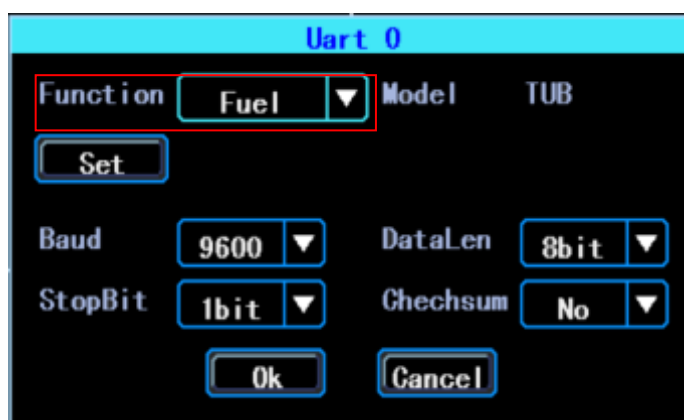 Uart 0
Function Fuel Model TUB
Set
Baud 9600 DataLen 8bit
StopBit 1bit Chechsum No
Ok Cancel